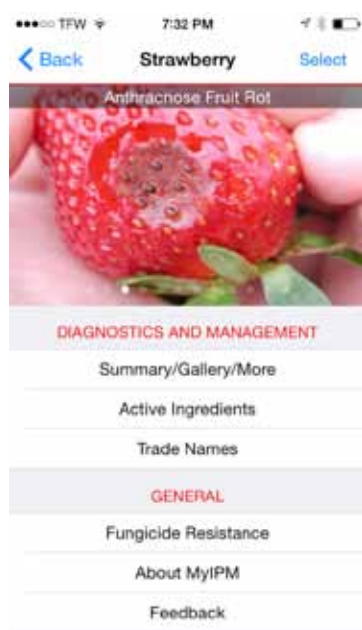 TFW 7:32 PM
Back Strawberry Select
Anthracnose Fruit Rot
DIAGNOSTICS AND MANAGEMENT
Summary/Gallery/More
Active Ingredients
Trade Names
GENERAL
Fungicide Resistance
About MyIPM
Feedback